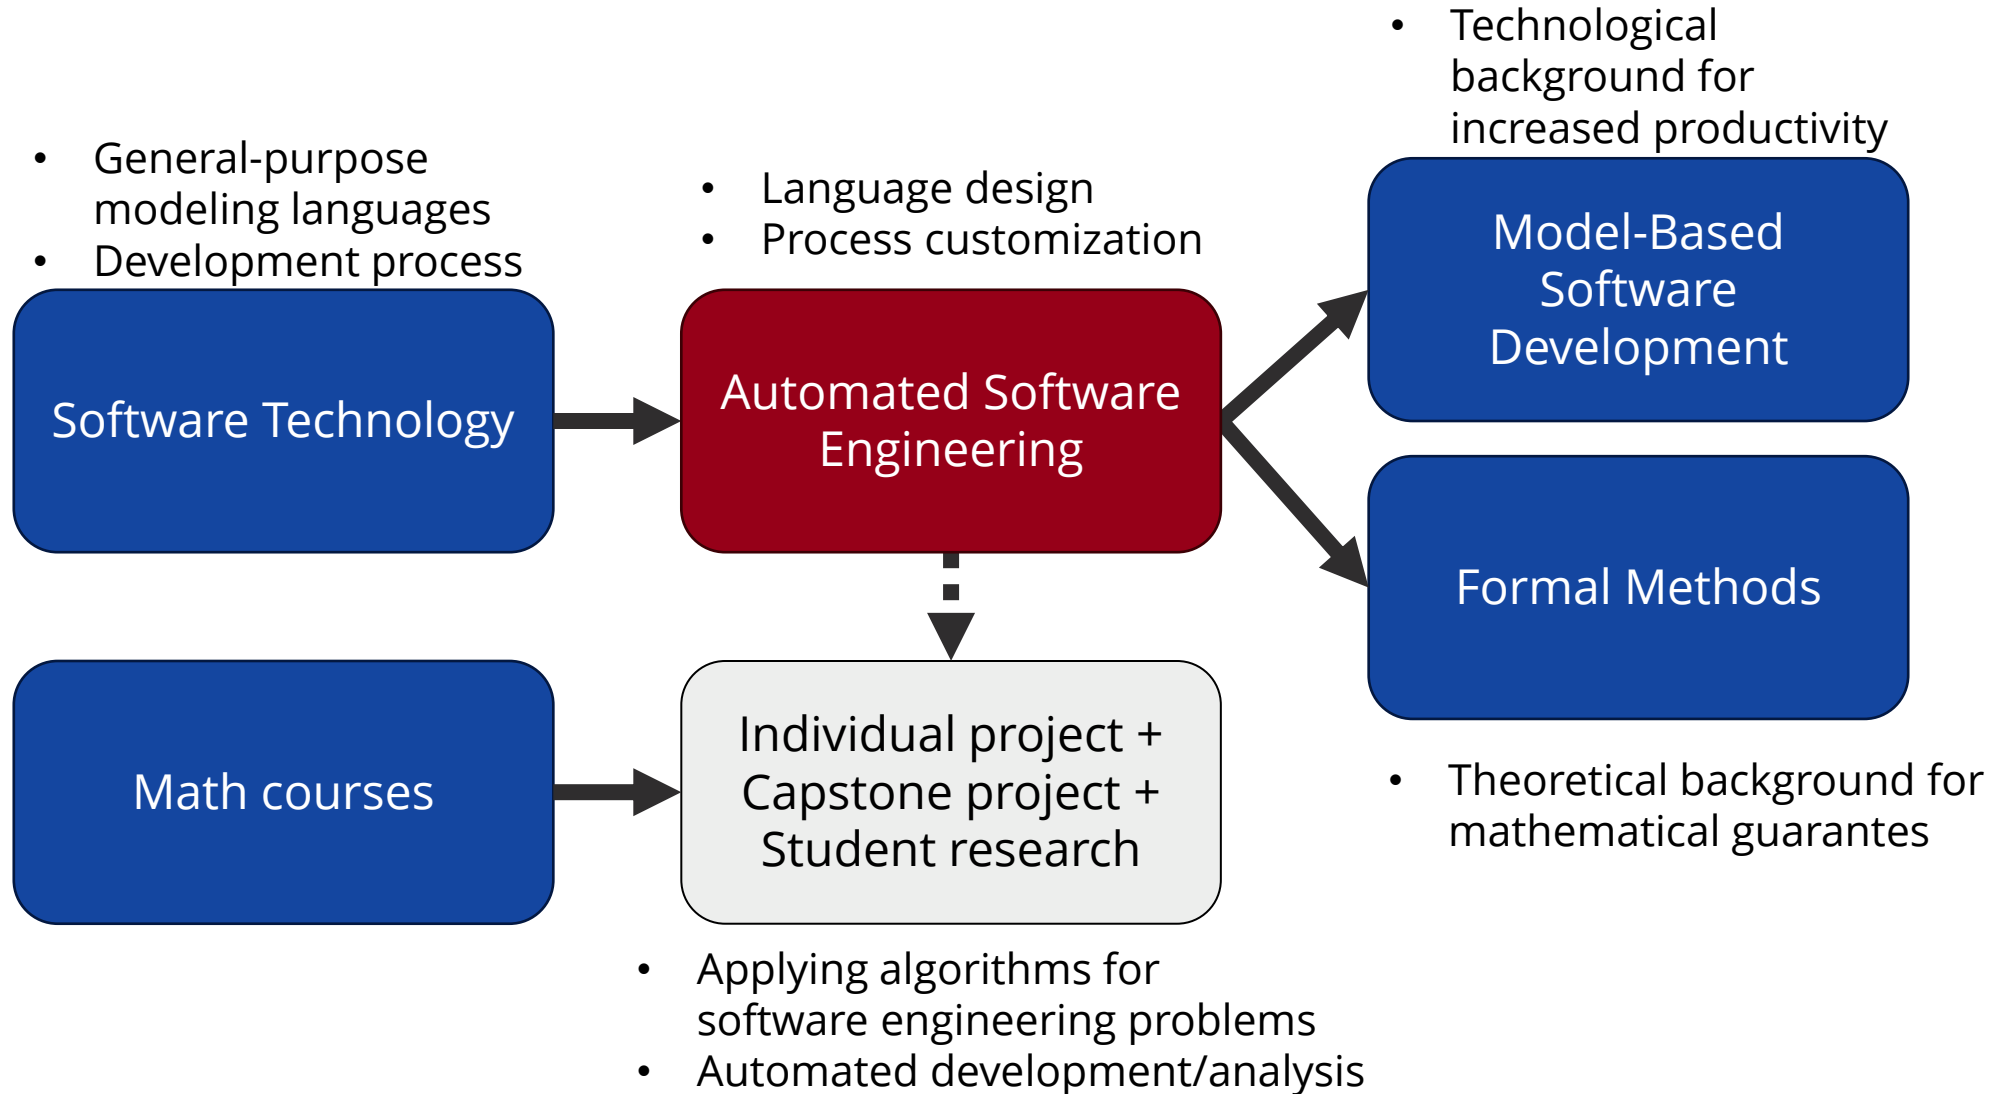 • General-purpose
modeling languages
• Development process
Software Technology
• Language design
• Process customization
Automated Software
Engineering
• Technological
background for
increased productivity
Model-Based
Software
Development
Formal Methods
• Theoretical background for
mathematical guarantes
Math courses
Individual project +
Capstone project +
Student research
• Applying algorithms for
software engineering problems
• Automated development/analysis